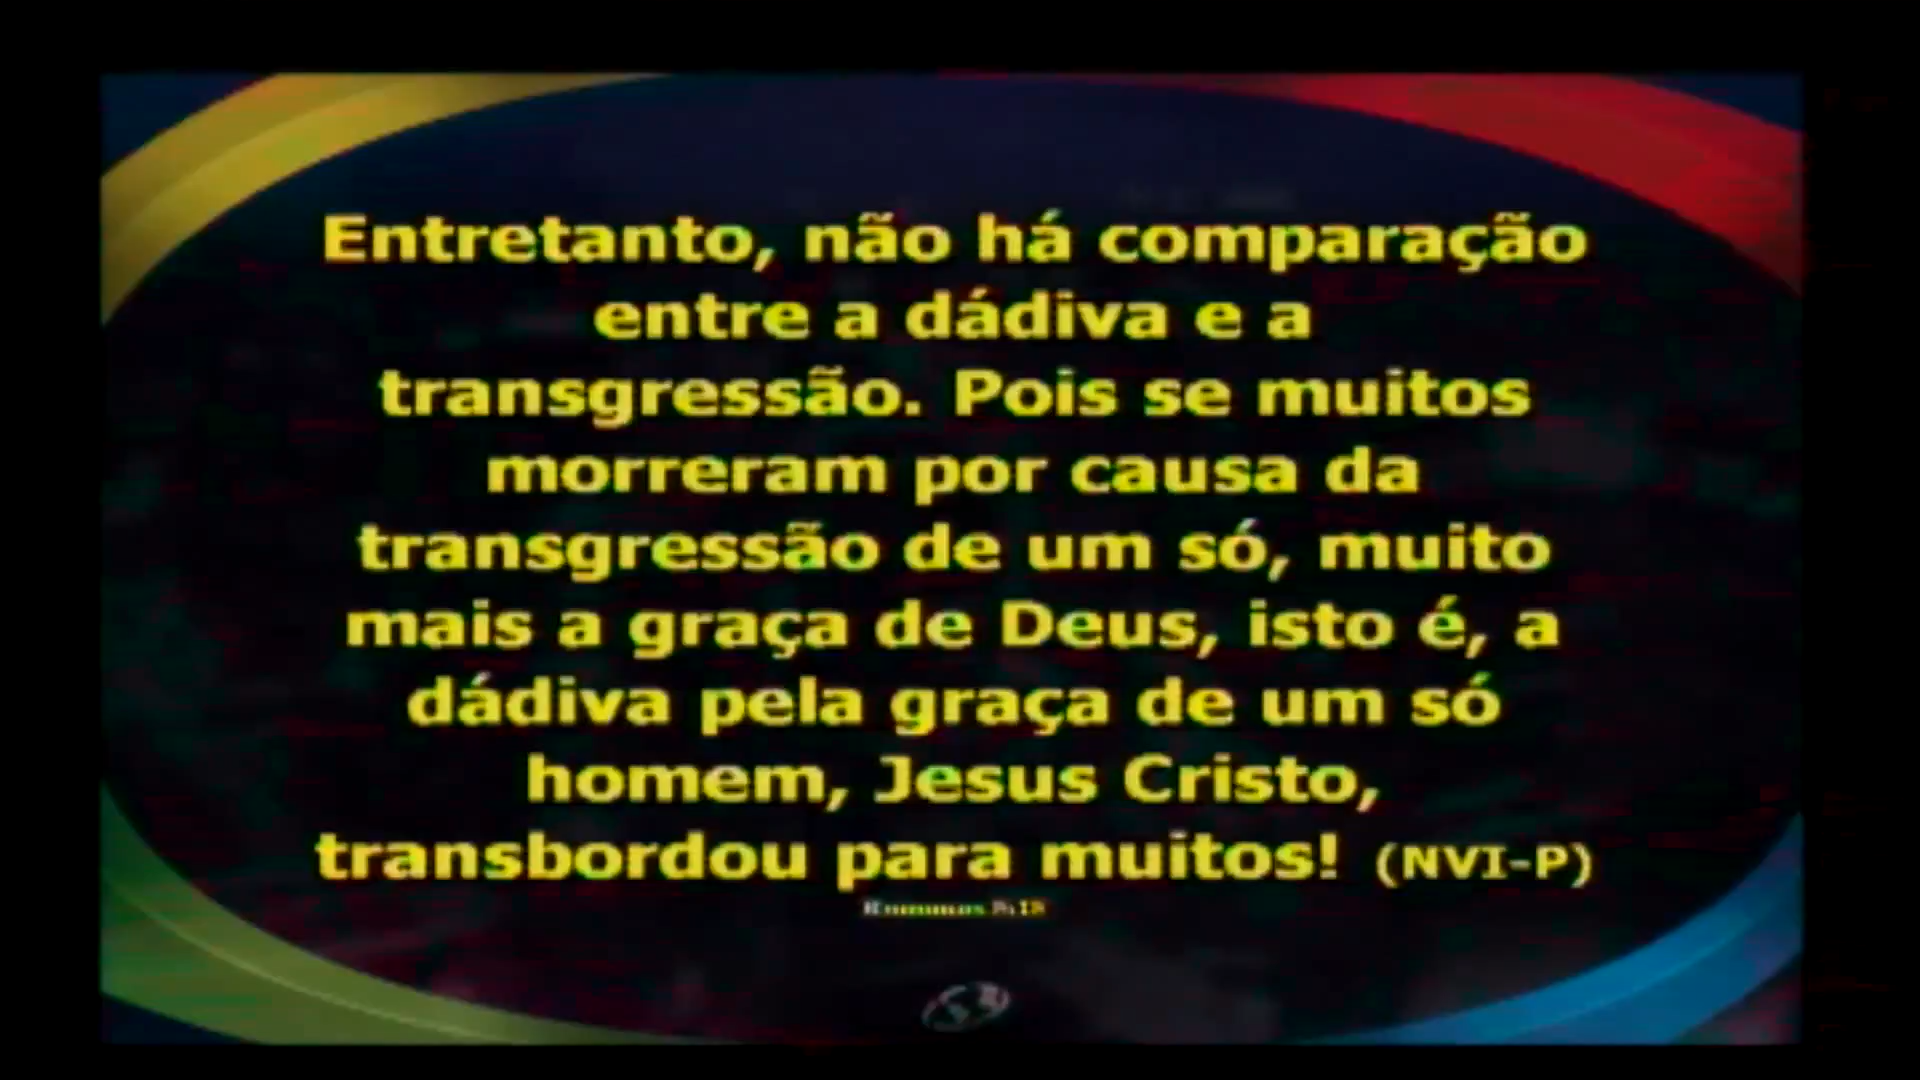 Entretanto, não há comparação
entre a dádiva e a
transgressão. Pois se muitos
morreram por causa da
transgressão de um só, muito
mais a graça de Deus, isto é, a
dádiva pela graça de um só
homem, Jesus Cristo,
transbordou para muitos! (NVI-P)